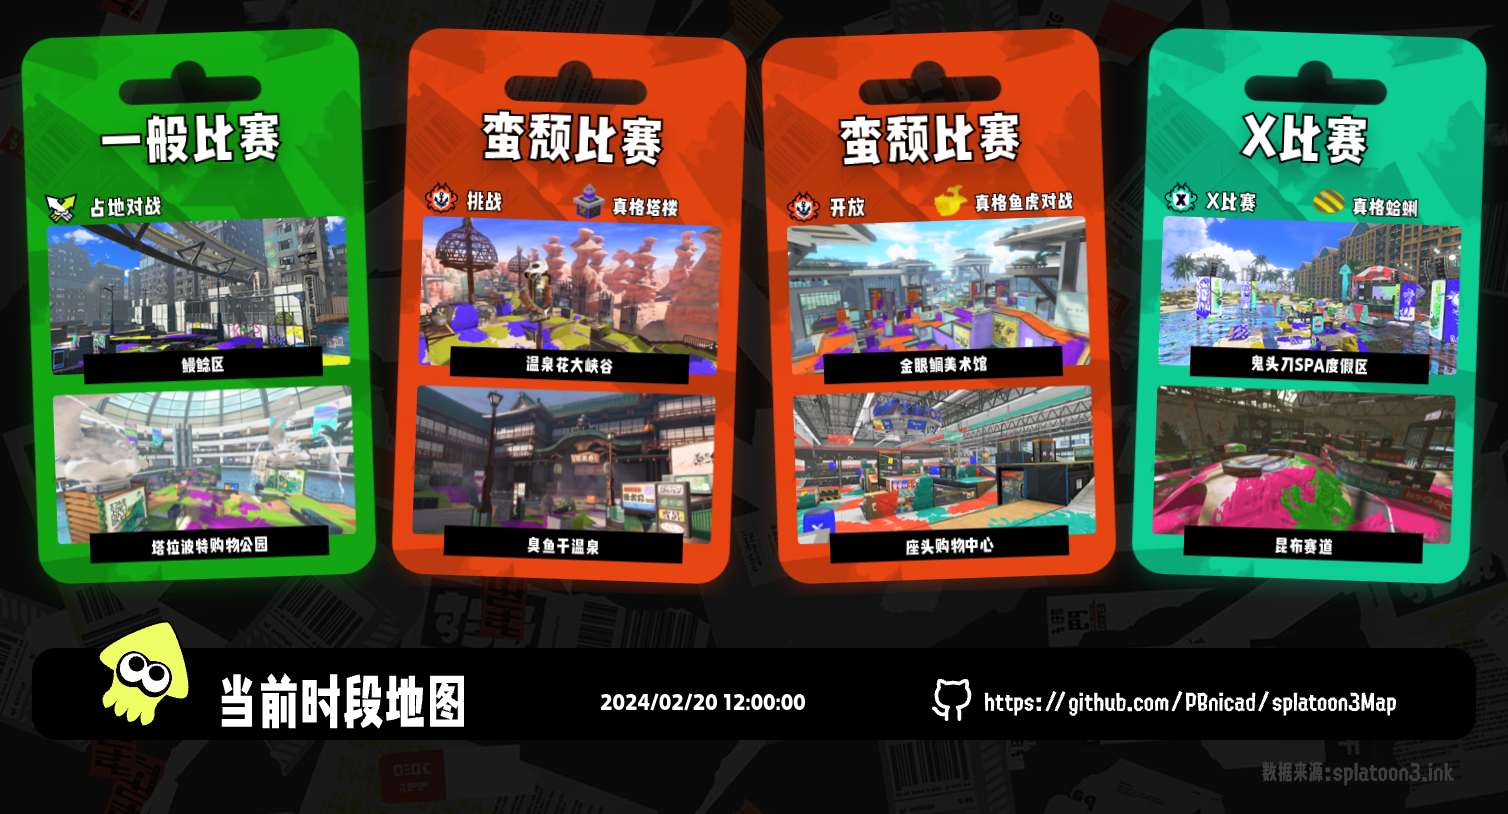 一般比赛
占地对战
鳗鲶区
塔拉波特购物公园
蛮颓比赛
挑战
真格塔楼
温泉花大峡谷
臭鱼干温泉
蛮颓比赛
开放
真格鱼虎对战
金眼鲷美术馆
座头购物中心
X比赛
X比赛
真格蛤蜊
鬼头刀SPA度假区
昆布赛道
当前时段地图
2024/02/20 12:00:00
https://github.com/PBnicad/splatoon3Map
数据来源:splatoon3.ink